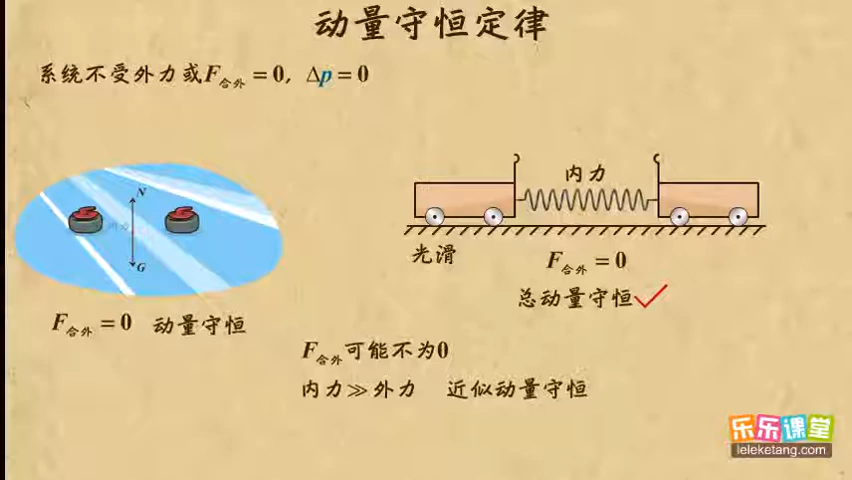 动量守恒定律
系统不受外力或F合外=0，Δp=0
N
G
内力
光滑
F合外=0
总动量守恒
F合外=0 动量守恒
F合外可能不为0
内力≫外力 近似动量守恒
乐乐课堂
leleketang.com